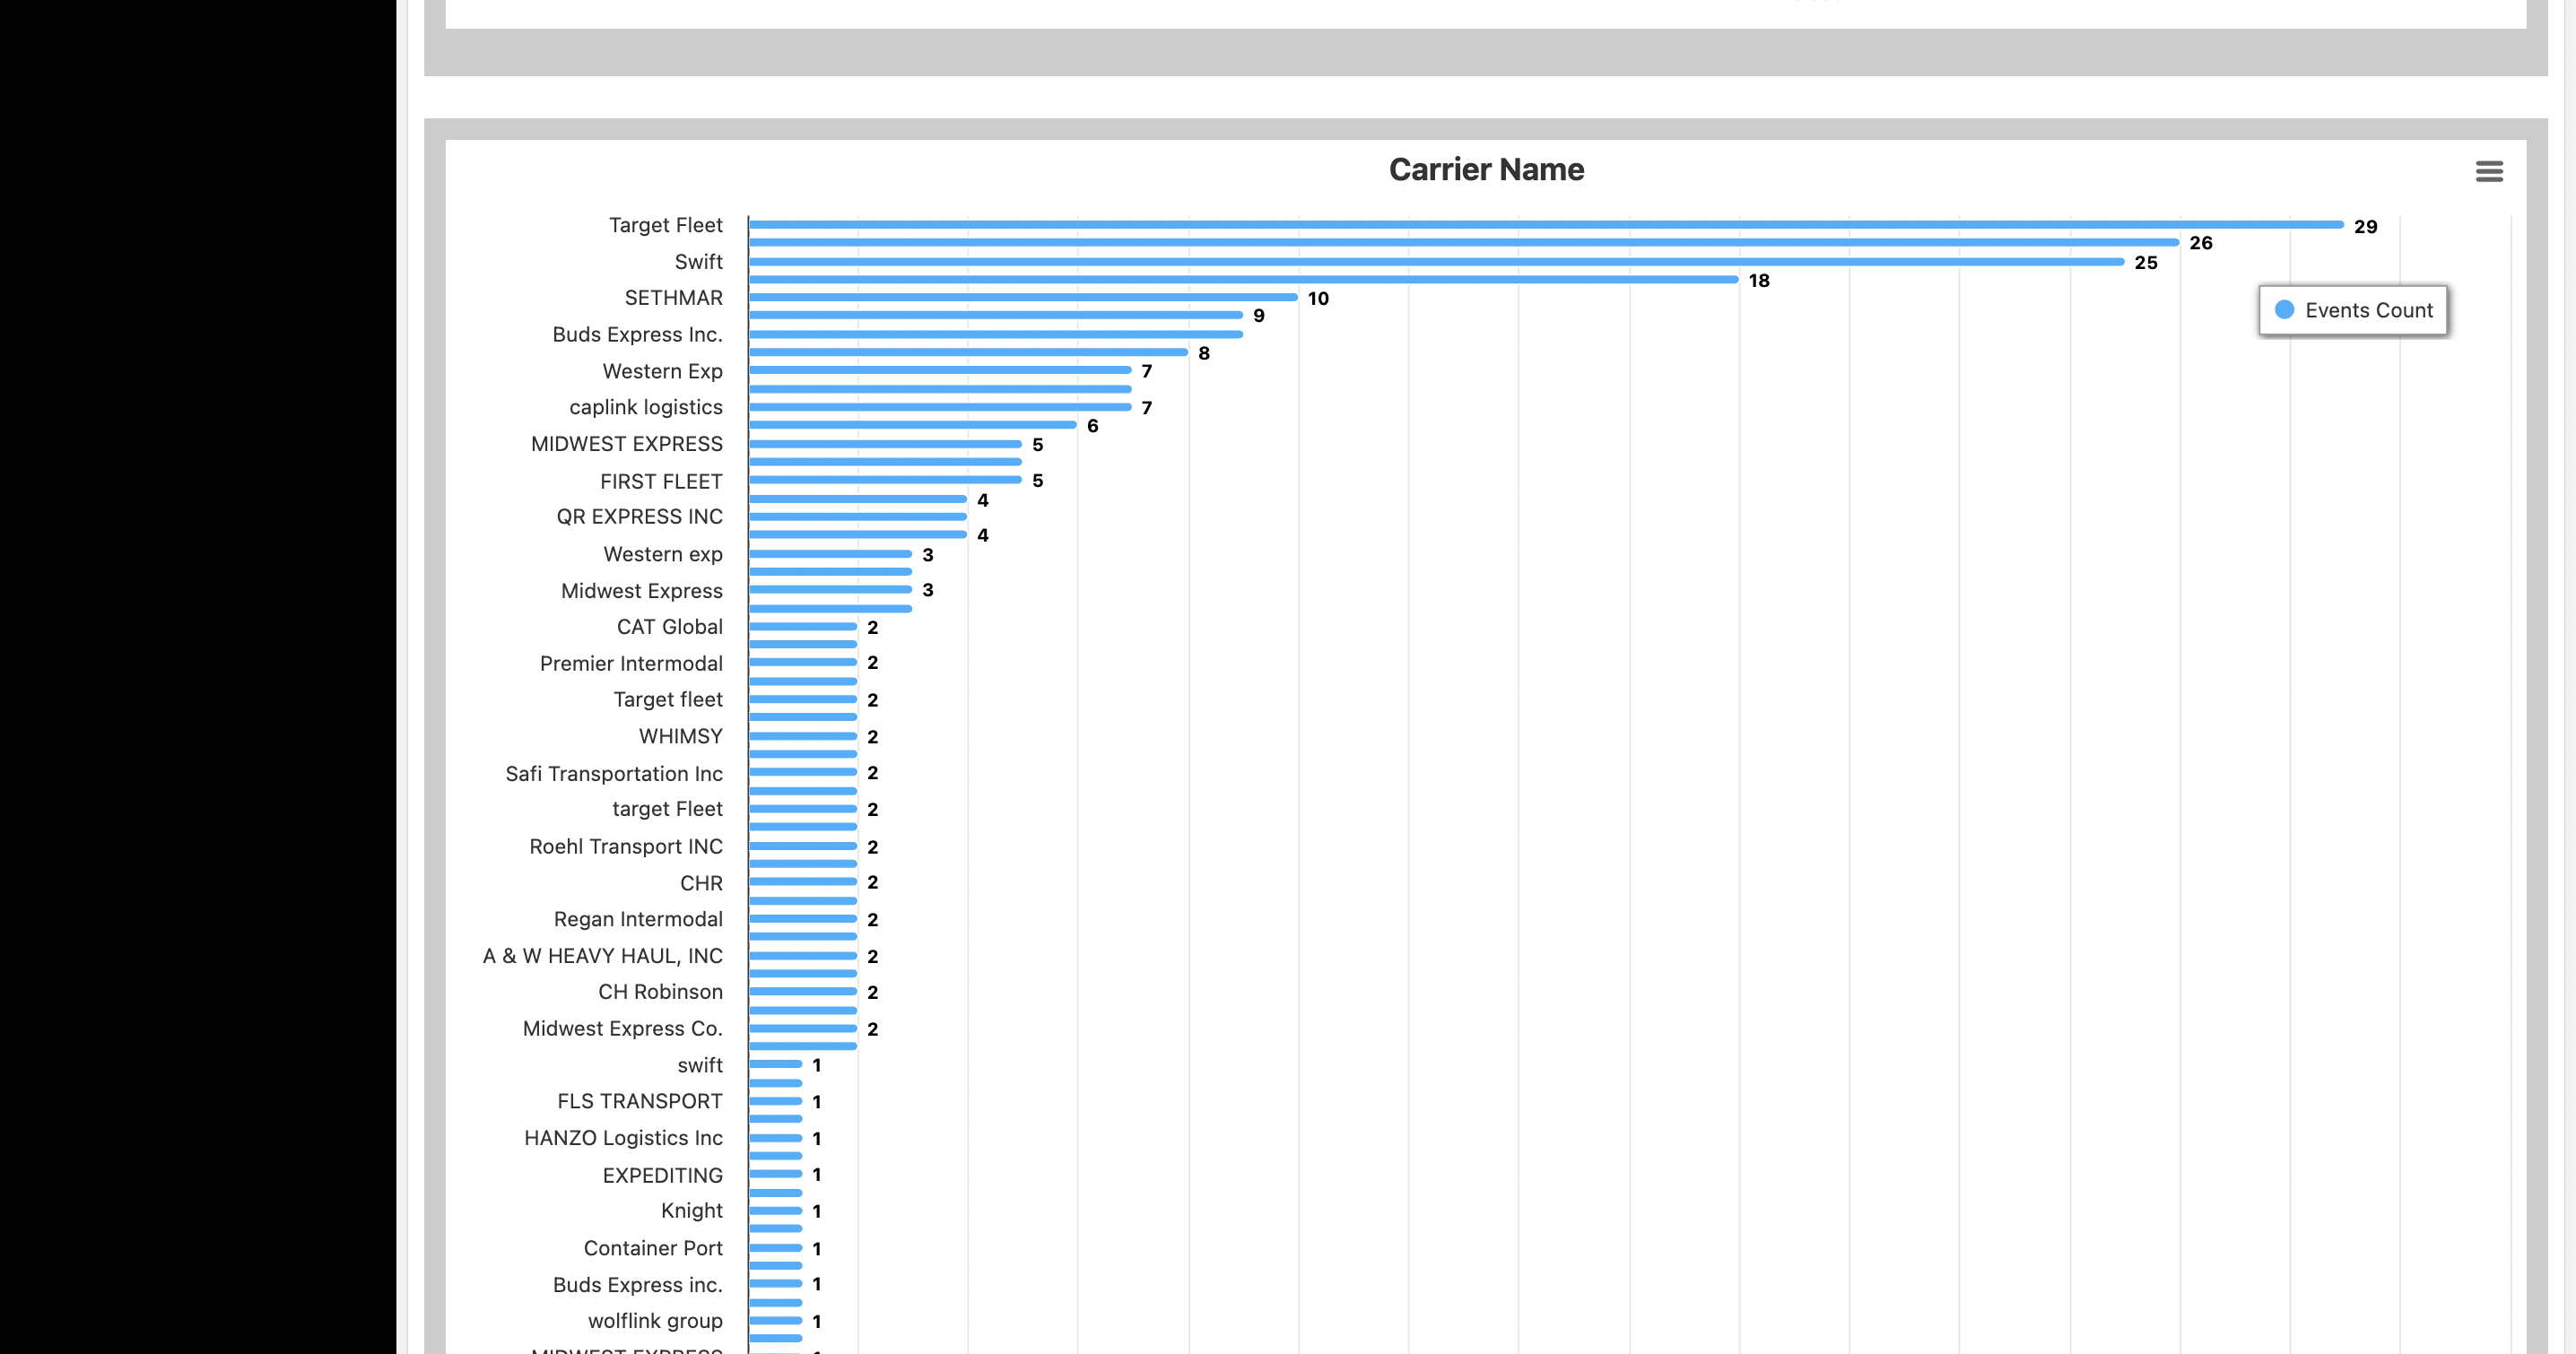 Carrier Name
Target Fleet 29
26
Swift 25
18
SETHMAR 10
9
Events Count
Buds Express Inc.
8
Western Exp 7
caplink logistics 7
6
MIDWEST EXPRESS 5
FIRST FLEET 5
4
QR EXPRESS INC
4
Western exp 3
Midwest Express 3
CAT Global 2
Premier Intermodal 2
Target fleet 2
WHIMSY 2
Safi Transportation Inc 2
target Fleet 2
Roehl Transport INC 2
CHR 2
Regan Intermodal 2
A & W HEAVY HAUL, INC 2
CH Robinson 2
Midwest Express Co. 2
swift 1
FLS TRANSPORT 1
HANZO Logistics Inc 1
EXPEDITING 1
Knight 1
Container Port 1
Buds Express inc. 1
wolflink group 1
MIDWEST EXPRESS